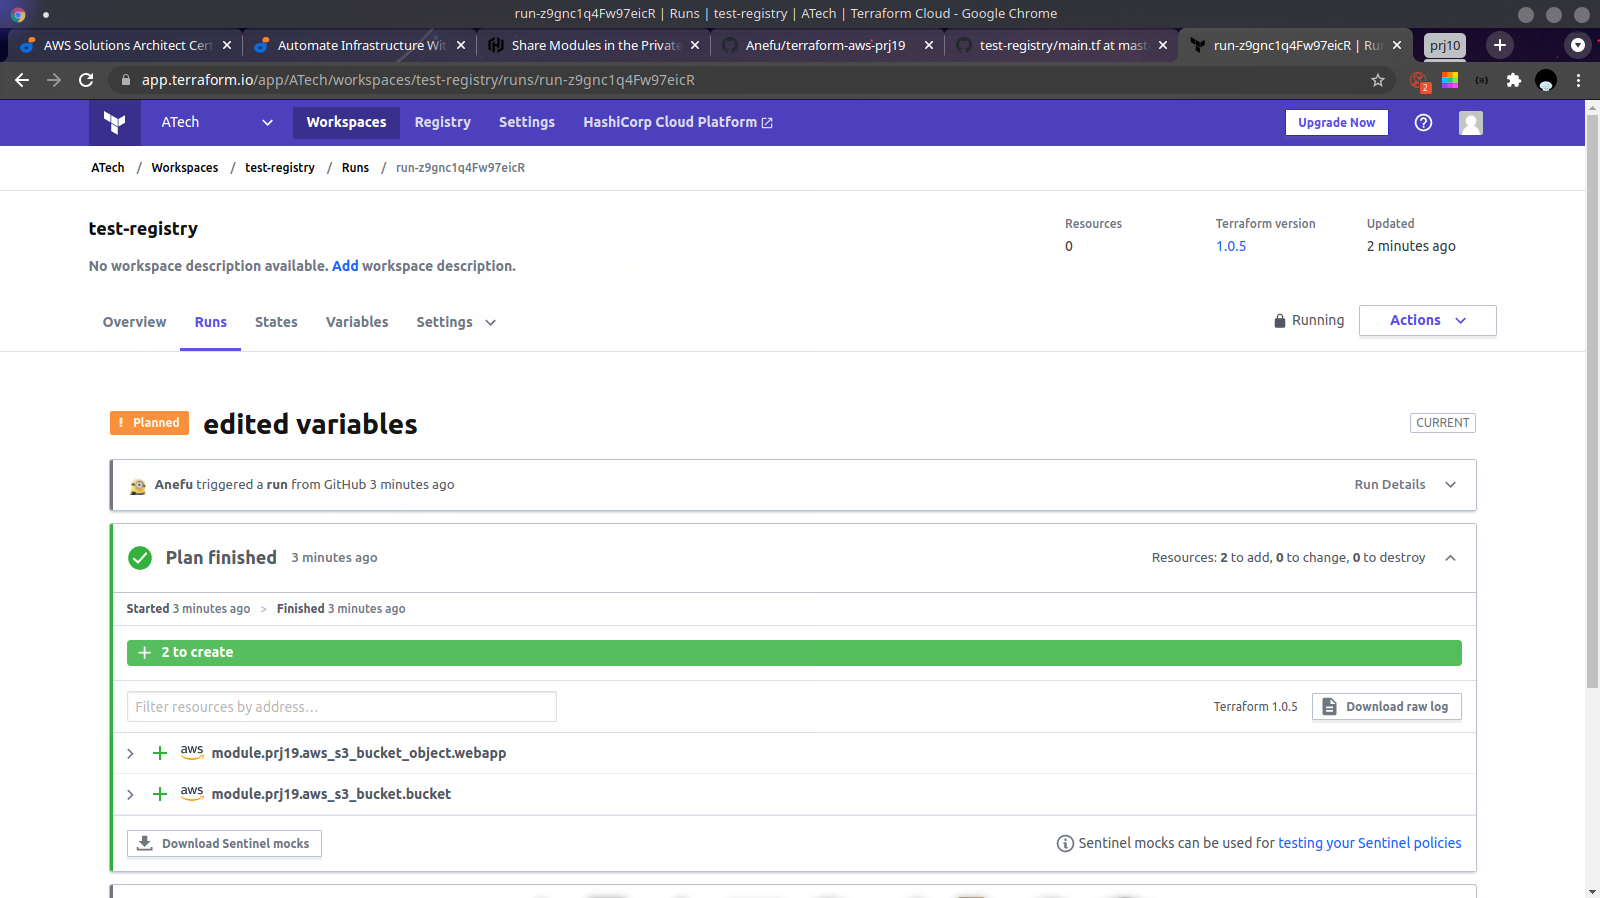 run-z9gnc1q4Fw97eicR | Runs | test-registry | ATech | Terraform Cloud - Google Chrome
AWS Solutions Architect Cert
Automate Infrastructure Wit
Share Modules in the Private
Anefu/terraform-aws-prj19
test-registry/main.tf at mast
run-z9gnc1q4Fw97eicR | Run
prj10
app.terraform.io/app/ATech/workspaces/test-registry/runs/run-z9gnc1q4Fw97eicR
2
ATech
Workspaces
Registry
Settings
HashiCorp Cloud Platform
Upgrade Now
ATech / Workspaces / test-registry / Runs / run-z9gnc1q4Fw97eicR
test-registry
Resources
0
Terraform version
1.0.5
Updated
2 minutes ago
No workspace description available. Add workspace description.
Overview
Runs
States
Variables
Settings
Running
Actions
! Planned
edited variables
CURRENT
Anefu triggered a run from GitHub 3 minutes ago
Run Details
Plan finished 3 minutes ago
Resources: 2 to add, 0 to change, 0 to destroy
Started 3 minutes ago > Finished 3 minutes ago
+ 2 to create
Filter resources by address...
Terraform 1.0.5
Download raw log
+ aws module.prj19.aws_s3_bucket_object.webapp
+ aws module.prj19.aws_s3_bucket.bucket
Download Sentinel mocks
Sentinel mocks can be used for testing your Sentinel policies